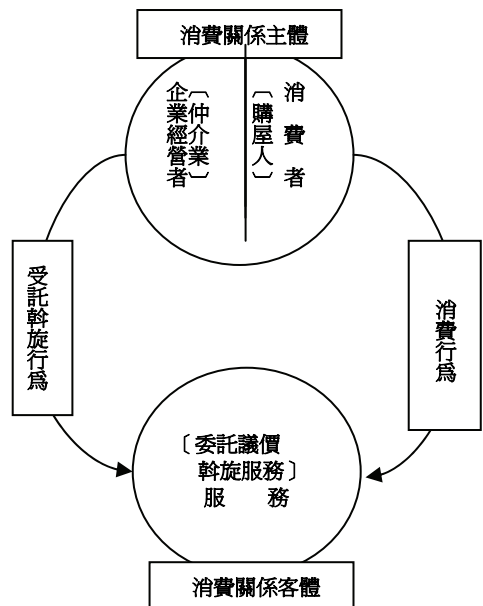 消費關係主體
企業經營者
〔仲介業〕
〔購屋人〕
消費者
受託斡旋行為
消費行為
〔委託議價
斡旋服務〕
服務
消費關係客體